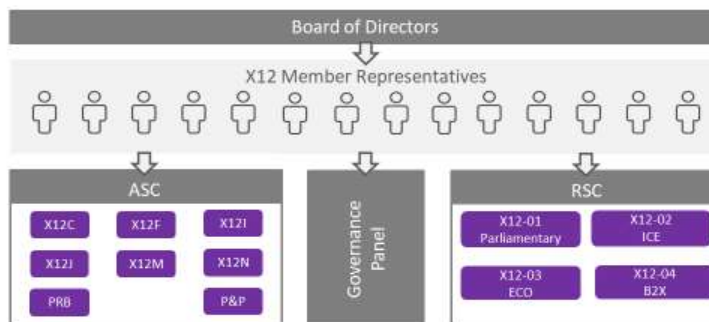 Board of Directors
X12 Member Representatives
ASC
X12C X12F X12I
X12J X12M X12N
PRB P&P
Governance
Panel
RSC
X12-01
Parliamentary
X12-02
ICE
X12-03
ECO
X12-04
B2X